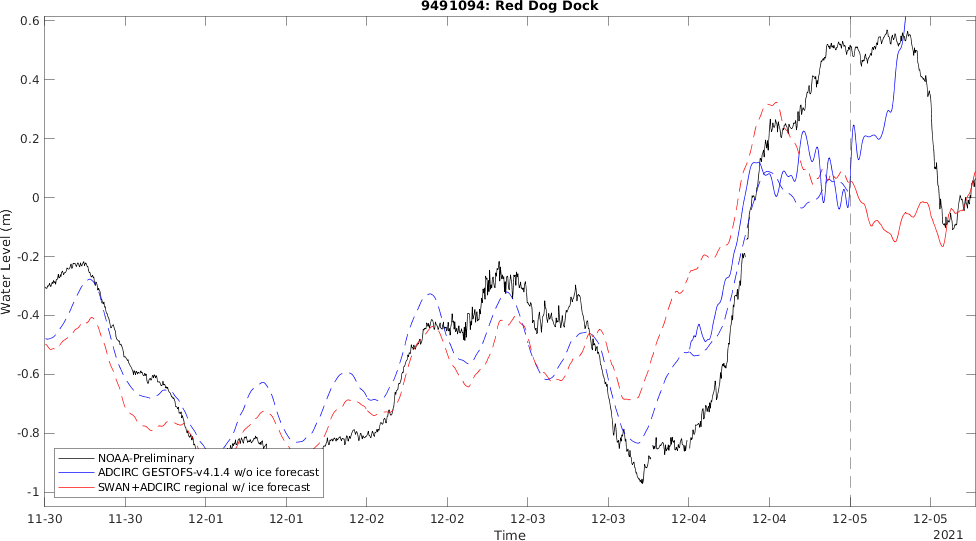 9491094: Red Dog Dock
0.6
0.4
0.2
0
-0.2
-0.4
-0.6
-0.8
-1
Water Level (m)
NOAA-Preliminary
ADCIRC GESTOFS-v4.1.4 w/o ice forecast
SWAN+ADCIRC regional w/ ice forecast
11-30 11-30 12-01 12-01 12-02 12-02 12-03 12-03 12-04 12-04 12-05 12-05
Time
2021